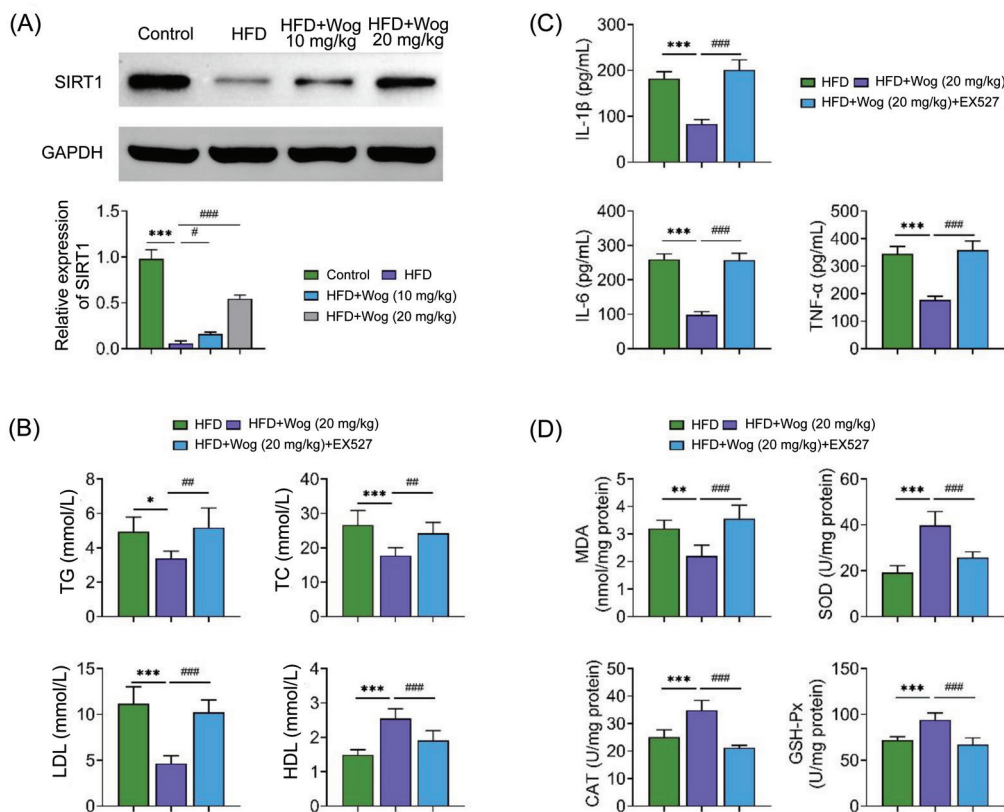 (A)
Control
HFD
HFD+Wog
10 mg/kg
HFD+Wog
20 mg/kg
SIRT1
GAPDH
Relative expression
of SIRT1
1.5
1.0
0.5
0.0
***
#
###
Control
HFD
HFD+Wog (10 mg/kg)
HFD+Wog (20 mg/kg)
(B)
HFD
HFD+Wog (20 mg/kg)
HFD+Wog (20 mg/kg)+EX527
TG (mmol/L)
8
6
4
2
0
*
##
TC (mmol/L)
40
30
20
10
0
***
##
LDL (mmol/L)
15
10
5
0
***
###
HDL (mmol/L)
4
3
2
1
0
***
###
(C)
IL-1β (pg/mL)
300
200
100
0
***
###
HFD
HFD+Wog (20 mg/kg)
HFD+Wog (20 mg/kg)+EX527
IL-6 (pg/mL)
400
300
200
100
0
***
###
TNF-α (pg/mL)
500
400
300
200
100
0
***
###
(D)
HFD
HFD+Wog (20 mg/kg)
HFD+Wog (20 mg/kg)+EX527
MDA
(nmol/mg protein)
5
4
3
2
1
0
**
###
SOD (U/mg protein)
60
40
20
0
***
###
CAT (U/mg protein)
50
40
30
20
10
0
***
###
GSH-Px
(U/mg protein)
150
100
50
0
***
###